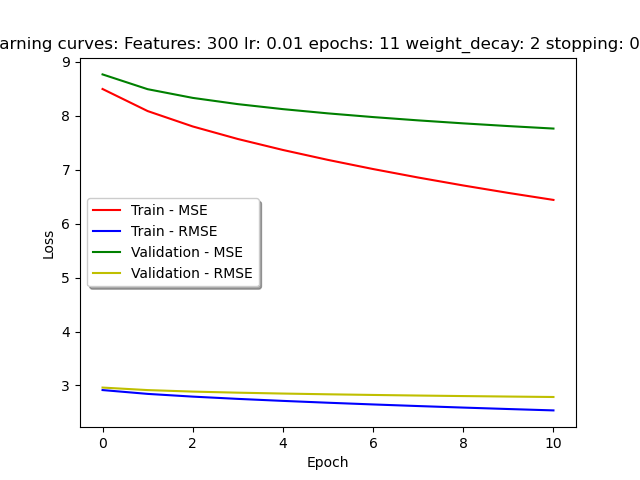 arning curves: Features: 300 lr: 0.01 epochs: 11 weight_decay: 2 stopping: 0
9
8
7
6
5
4
3
Loss
Train - MSE
Train - RMSE
Validation - MSE
Validation - RMSE
0 2 4 6 8 10
Epoch